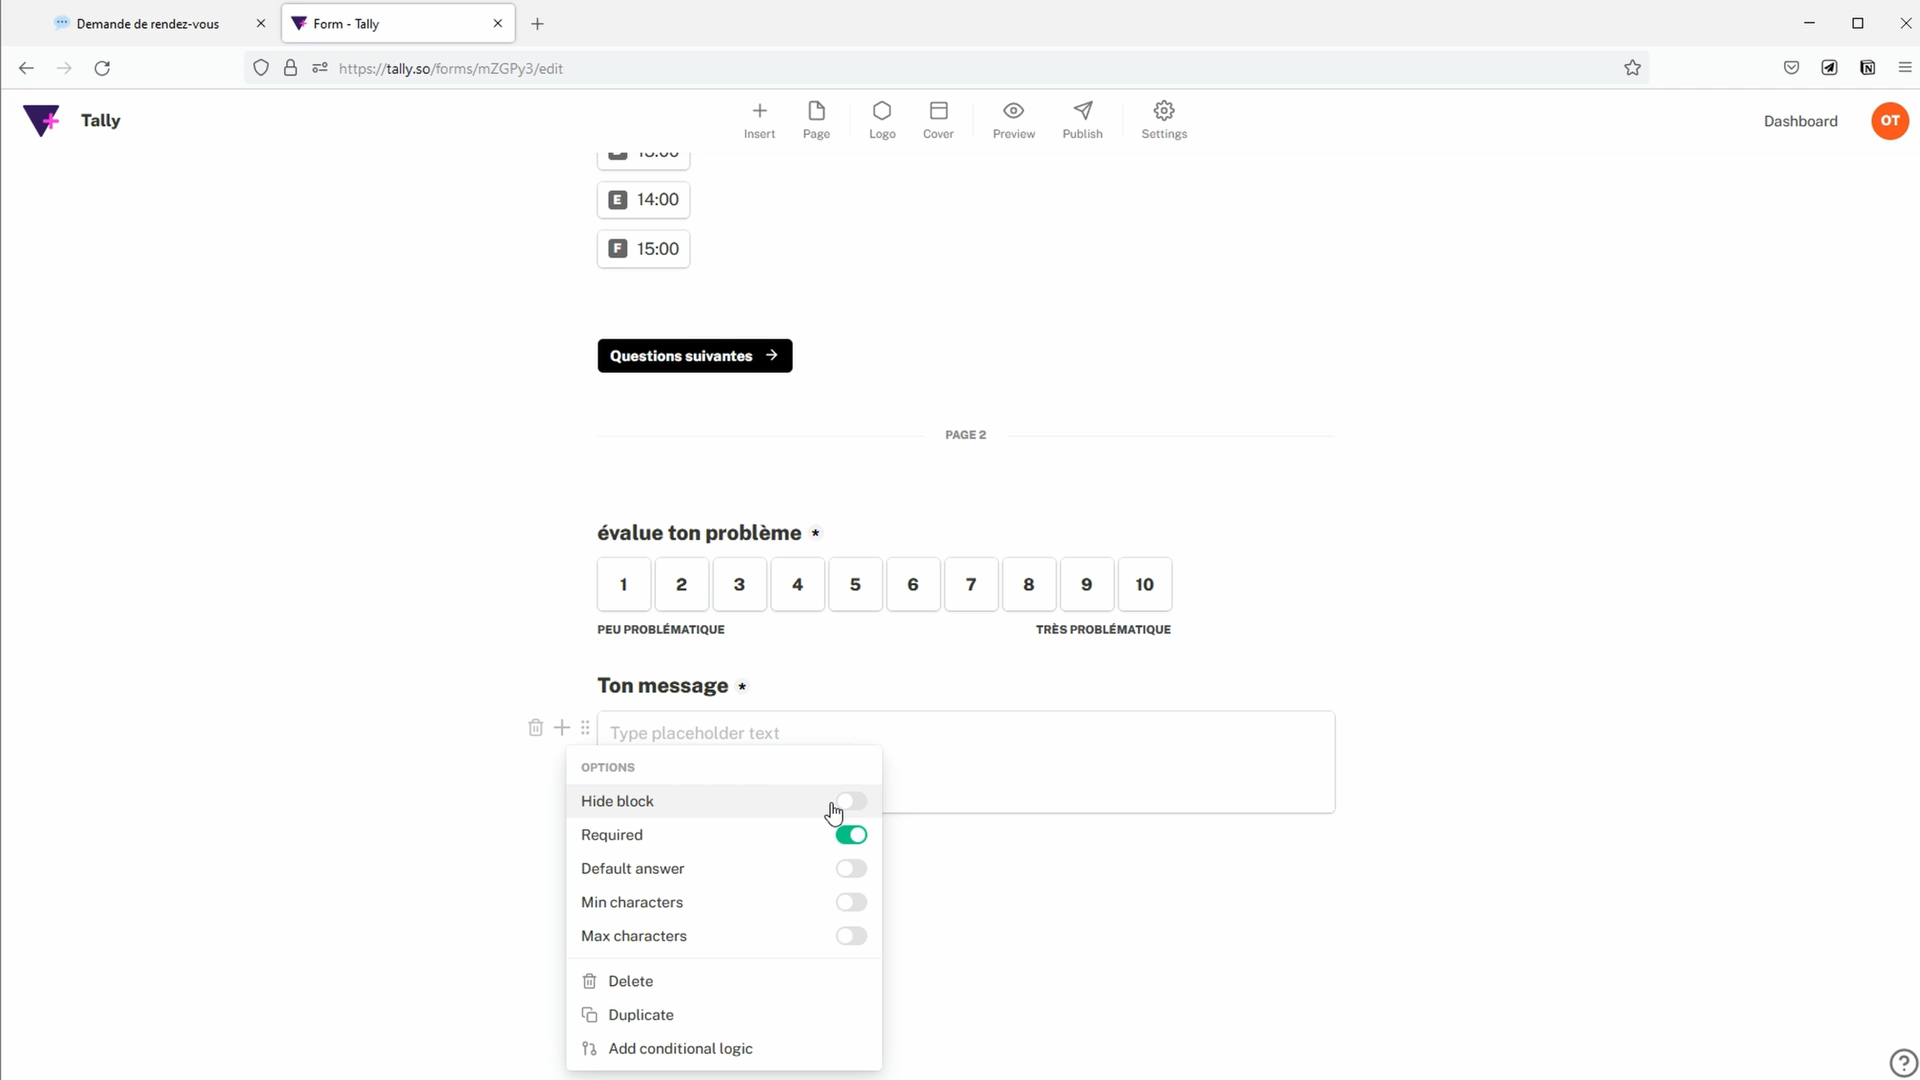 Demande de rendez-vous
Form - Tally
https://tally.so/forms/mZGPy3/edit
Tally
Insert
Page
Logo
Cover
Preview
Publish
Settings
Dashboard
OT
E 14:00
F 15:00
Questions suivantes →
PAGE 2
évalue ton problème *
1 2 3 4 5 6 7 8 9 10
PEU PROBLÉMATIQUE
TRÈS PROBLÉMATIQUE
Ton message *
Type placeholder text
OPTIONS
Hide block
Required
Default answer
Min characters
Max characters
Delete
Duplicate
Add conditional logic